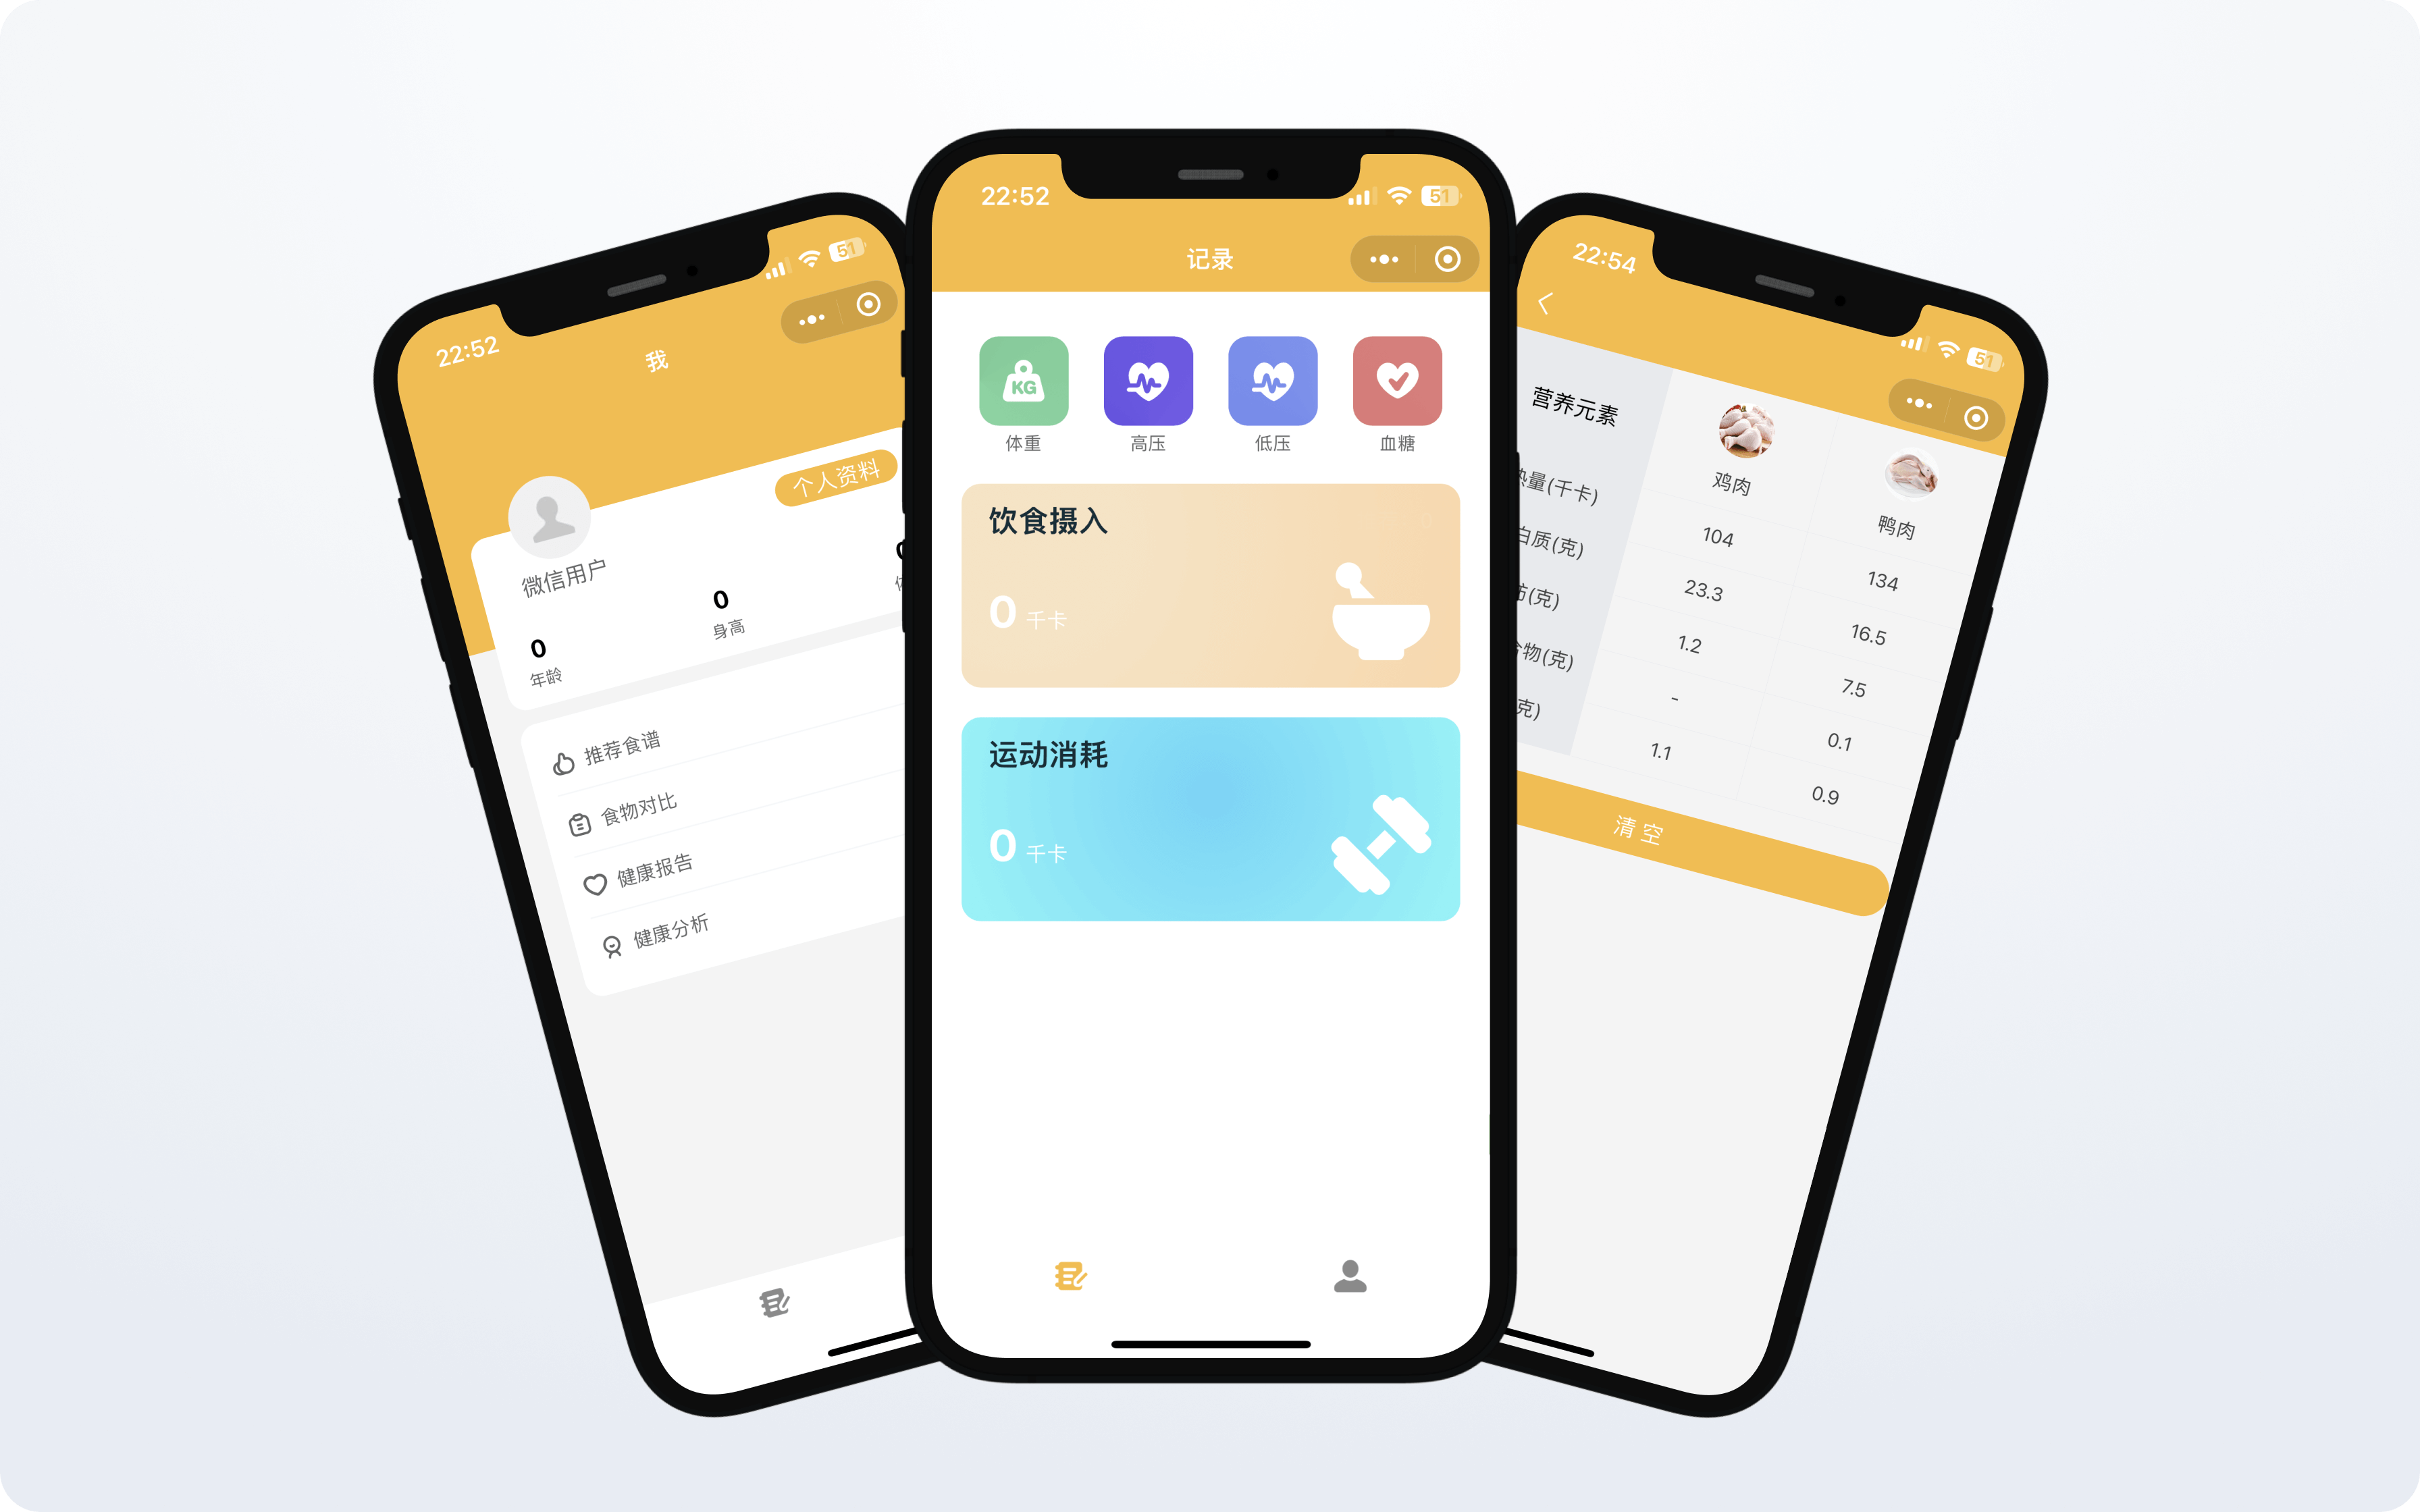 22:52
51
我
个人资料
微信用户
0
年龄
0
身高
推荐食谱
食物对比
健康报告
健康分析
22:52
51
记录
KG
体重
高压
低压
血糖
饮食摄入
0 千卡
运动消耗
0 千卡
22:54
51
营养元素 鸡肉 鸭肉
热量(千卡) 104 134
白质(克) 23.3 16.5
肪(克) 1.2 7.5
合物(克) - 0.1
克) 1.1 0.9
清空